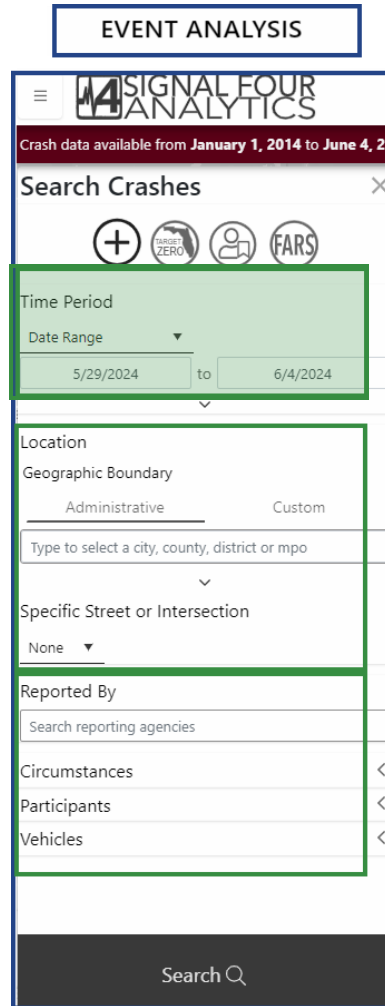 EVENT ANALYSIS
SIGNAL FOUR
ANALYTICS
Crash data available from January 1, 2014 to June 4, 2
Search Crashes
TARGET
ZERO
FARS
Time Period
Date Range
5/29/2024 to 6/4/2024
Location
Geographic Boundary
Administrative Custom
Type to select a city, county, district or mpo
Specific Street or Intersection
None
Reported By
Search reporting agencies
Circumstances
Participants
Vehicles
Search